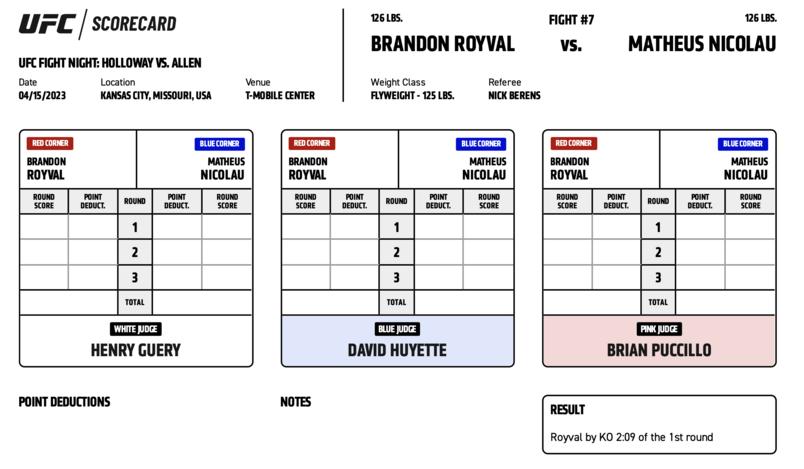 UFC / SCORECARD
UFC FIGHT NIGHT: HOLLOWAY VS. ALLEN
Date Location Venue
04/15/2023 KANSAS CITY, MISSOURI, USA T-MOBILE CENTER
126 LBS. FIGHT #7 126 LBS.
BRANDON ROYVAL VS. MATHEUS NICOLAU
Weight Class Referee
FLYWEIGHT - 125 LBS. NICK BERENS
RED CORNER BLUE CORNER
BRANDON MATHEUS
ROYVAL NICOLAU
ROUND POINT ROUND POINT ROUND
SCORE DEDUCT. DEDUCT. SCORE
1
2
3
TOTAL
WHITE JUDGE
HENRY GUERY
RED CORNER BLUE CORNER
BRANDON MATHEUS
ROYVAL NICOLAU
ROUND POINT ROUND POINT ROUND
SCORE DEDUCT. DEDUCT. SCORE
1
2
3
TOTAL
BLUE JUDGE
DAVID HUYETTE
RED CORNER BLUE CORNER
BRANDON MATHEUS
ROYVAL NICOLAU
ROUND POINT ROUND POINT ROUND
SCORE DEDUCT. DEDUCT. SCORE
1
2
3
TOTAL
PINK JUDGE
BRIAN PUCCILLO
POINT DEDUCTIONS
NOTES
RESULT
Royval by KO 2:09 of the 1st round